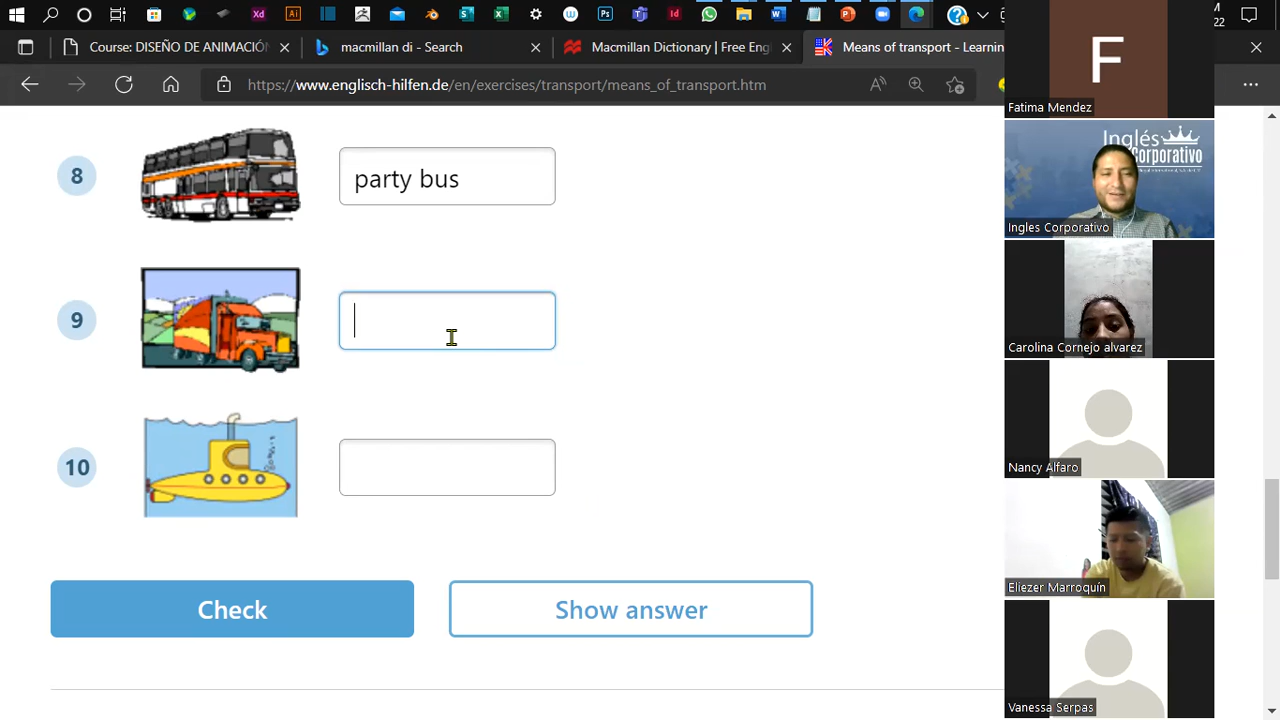 Course: DISEÑO DE ANIMACIÓN
macmillan di - Search
Macmillan Dictionary | Free Eng
Means of transport - Learnin
22
https://www.englisch-hilfen.de/en/exercises/transport/means_of_transport.htm
8
party bus
9
10
Check
Show answer
F
Fatima Mendez
Inglés
Corporativo
Ingles Corporativo
Carolina Cornejo alvarez
Nancy Alfaro
Eliezer Marroquín
Vanessa Serpas